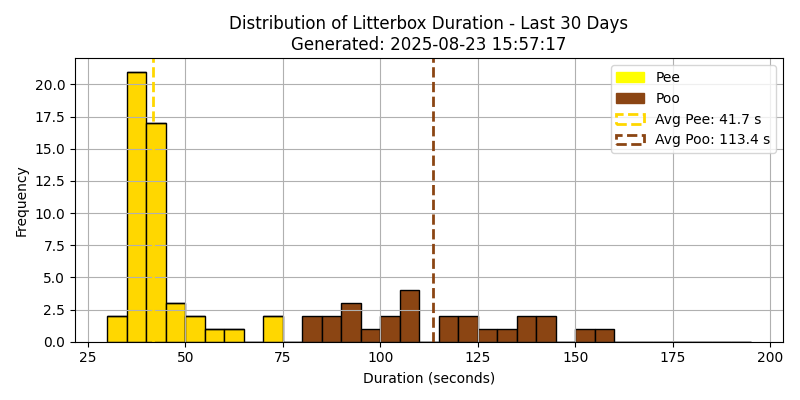 Distribution of Litterbox Duration - Last 30 Days
Generated: 2025-08-23 15:57:17
Pee
Poo
Avg Pee: 41.7 s
Avg Poo: 113.4 s
Frequency
20.0
17.5
15.0
12.5
10.0
7.5
5.0
2.5
0.0
25 50 75 100 125 150 175 200
Duration (seconds)